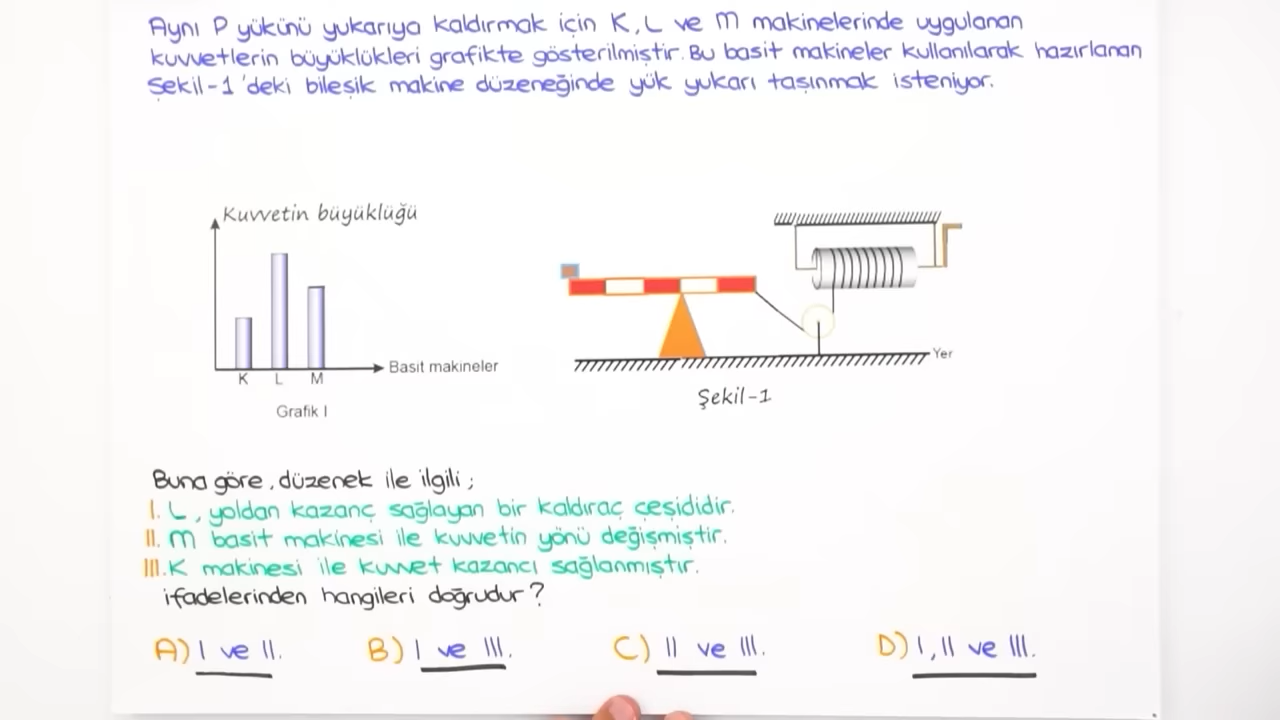 Aynı P yükünü yukarıya kaldırmak için K, L ve M makinelerinde uygulanan
kuvvetlerin büyüklükleri grafikte gösterilmiştir. Bu basit makineler kullanılarak hazırlanan
Şekil-1'deki bileşik makine düzeneğinde yük yukarı taşınmak isteniyor.
Kuvvetin büyüklüğü
Basit makineler
K L M
Grafik I
Yer
Şekil-1
Buna göre, düzenek ile ilgili;
I. L, yoldan kazanç sağlayan bir kaldıraç çeşididir.
II. M basit makinesi ile kuvvetin yönü değişmiştir.
III. K makinesi ile kuvvet kazancı sağlanmıştır.
ifadelerinden hangileri doğrudur?
A) I ve II. B) I ve III. C) II ve III. D) I, II ve III.